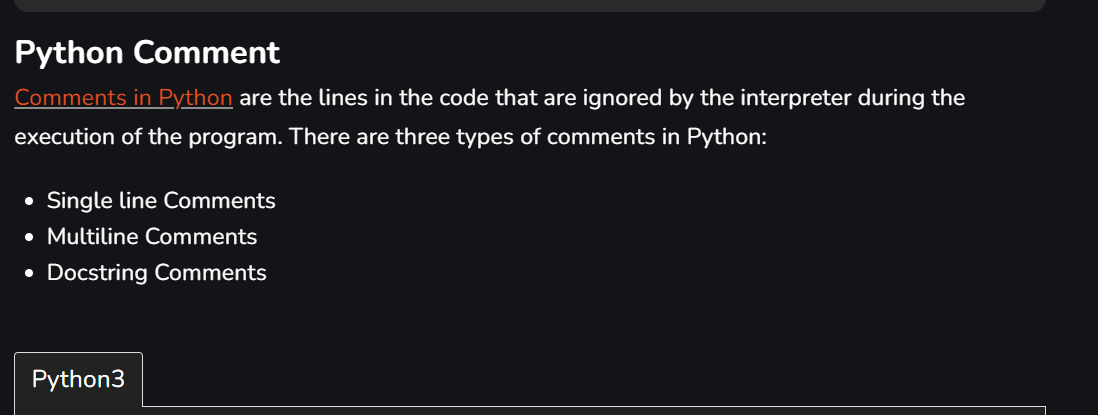 Python Comment
Comments in Python are the lines in the code that are ignored by the interpreter during the
execution of the program. There are three types of comments in Python:
Single line Comments
Multiline Comments
Docstring Comments
Python3